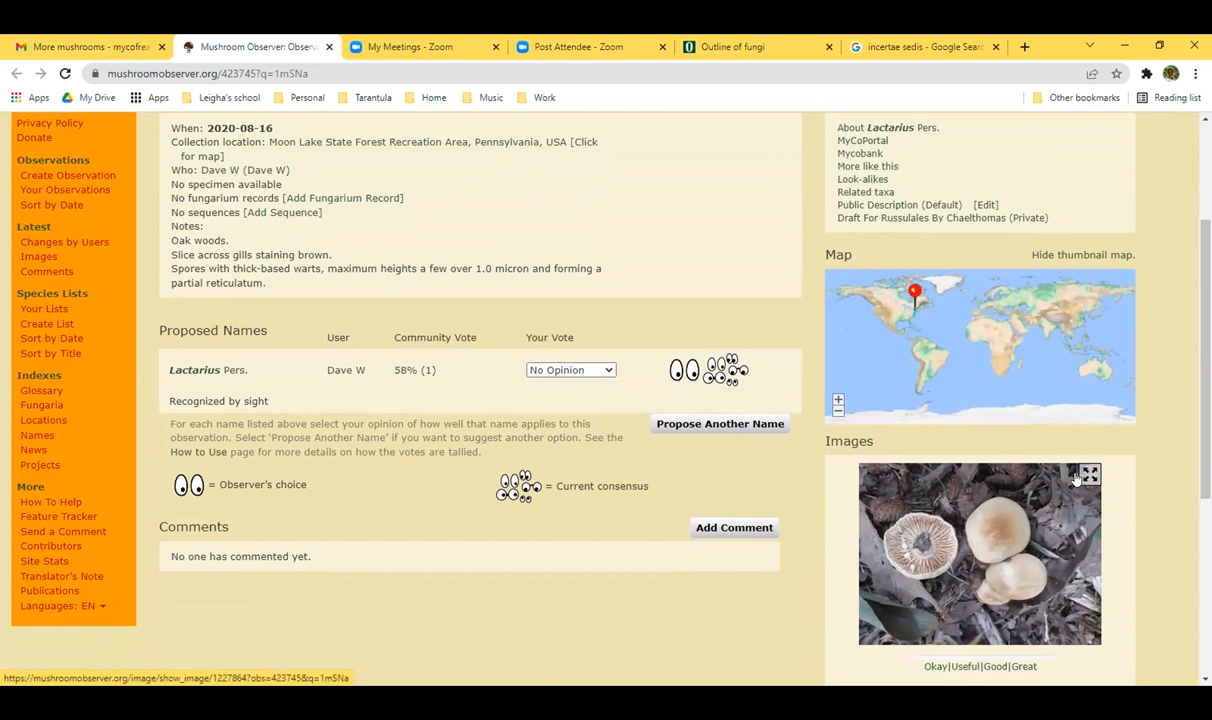 More mushrooms - mycofrea
Mushroom Observer: Observa
My Meetings - Zoom
Post Attendee - Zoom
Outline of fungi
incertae sedis - Google Searc
mushroomobserver.org/423745?q=1mSNa
Apps
My Drive
Apps
Leigha's school
Personal
Tarantula
Home
Music
Work
Other bookmarks
Reading list
Privacy Policy
Donate
Observations
Create Observation
Your Observations
Sort by Date
Latest
Changes by Users
Images
Comments
Species Lists
Your Lists
Create List
Sort by Date
Sort by Title
Indexes
Glossary
Fungaria
Locations
Names
News
Projects
More
How To Help
Feature Tracker
Send a Comment
Contributors
Site Stats
Translator's Note
Publications
Languages: EN
When: 2020-08-16
Collection location: Moon Lake State Forest Recreation Area, Pennsylvania, USA [Click
for map]
Who: Dave W (Dave W)
No specimen available
No fungarium records [Add Fungarium Record]
No sequences [Add Sequence]
Notes:
Oak woods.
Slice across gills staining brown.
Spores with thick-based warts, maximum heights a few over 1.0 micron and forming a
partial reticulatum.
Proposed Names
User
Community Vote
Your Vote
Lactarius Pers.
Dave W
58% (1)
No Opinion
Recognized by sight
For each name listed above select your opinion of how well that name applies to this
observation. Select 'Propose Another Name' if you want to suggest another option. See the
How to Use page for more details on how the votes are tallied.
Propose Another Name
= Observer's choice
= Current consensus
Comments
Add Comment
No one has commented yet.
About Lactarius Pers.
MyCoPortal
Mycobank
More like this
Look-alikes
Related taxa
Public Description (Default) [Edit]
Draft For Russulales By Chaelthomas (Private)
Map
Hide thumbnail map.
+
−
Images
Okay|Useful|Good|Great
https://mushroomobserver.org/image/show_image/1227864?obs=423745&q=1mSNa